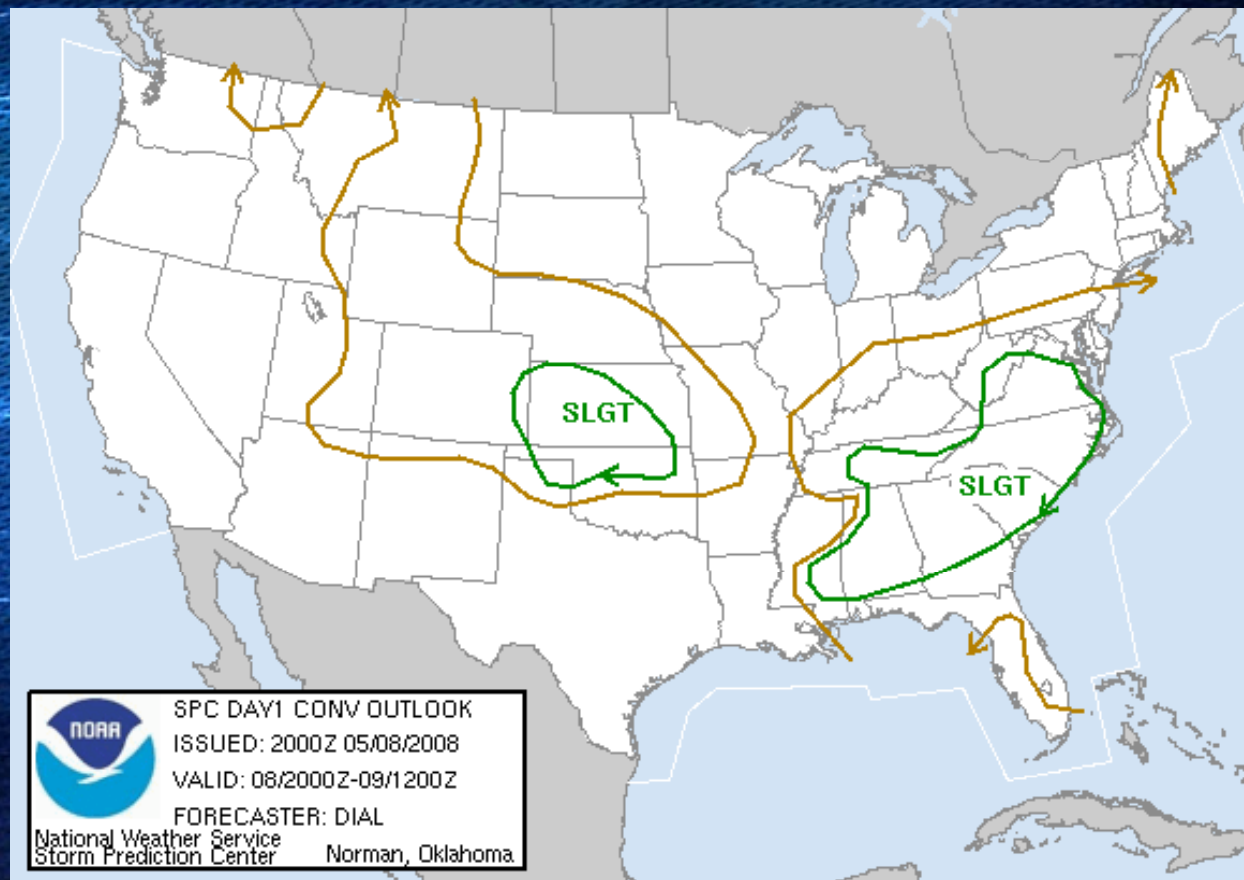 SLGT
SLGT
NOAA
SPC DAY1 CONV OUTLOOK
ISSUED: 2000Z 05/08/2008
VALID: 08/2000Z-09/1200Z
FORECASTER: DIAL
National Weather Service
Storm Prediction Center Norman, Oklahoma